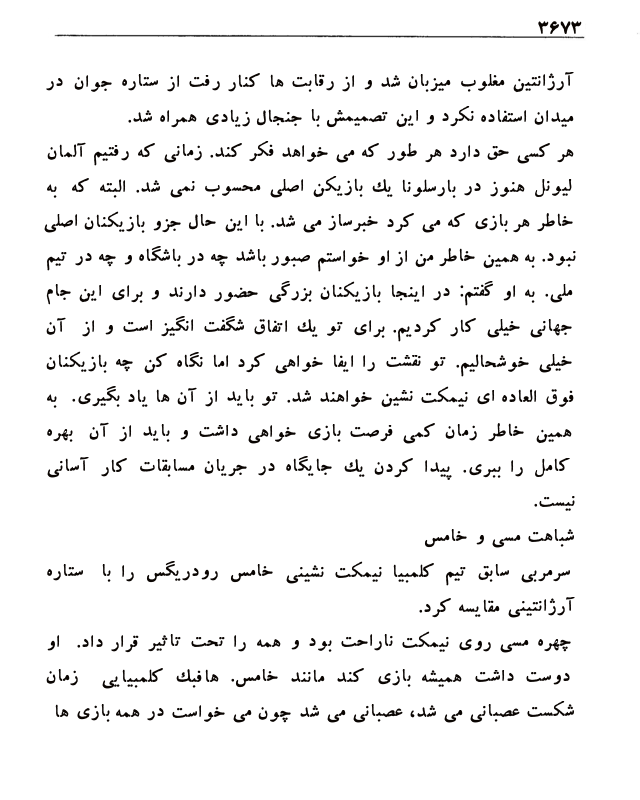 ۳۶۷۳
آرژانتین مغلوب میزبان شد و از رقابت ها کنار رفت از ستاره جوان در
میدان استفاده نکرد و این تصمیمش با جنجال زیادی همراه شد.
هر کسی حق دارد هر طور که می خواهد فکر کند. زمانی که رفتیم آلمان
لیونل هنوز در بارسلونا یك بازیکن اصلی محسوب نمی شد. البته که به
خاطر هر بازی که می کرد خبرساز می شد. با این حال جزو بازیکنان اصلی
نبود. به همین خاطر من از او خواستم صبور باشد چه در باشگاه و چه در تیم
ملی. به او گفتم: در اینجا بازیکنان بزرگی حضور دارند و برای این جام
جهانی خیلی کار کردیم. برای تو یك اتفاق شگفت انگیز است و از آن
خیلی خوشحالیم. تو نقشت را ایفا خواهی کرد اما نگاه کن چه بازیکنان
فوق العاده ای نیمکت نشین خواهند شد. تو باید از آن ها یاد بگیری. به
همین خاطر زمان کمی فرصت بازی خواهی داشت و باید از آن بهره
کامل را ببری. پیدا کردن یك جایگاه در جریان مسابقات کار آسانی
نیست.
شباهت مسی و خامس
سرمربی سابق تیم کلمبیا نیمکت نشینی خامس رودریگس را با ستاره
آرژانتینی مقایسه کرد.
چهره مسی روی نیمکت ناراحت بود و همه را تحت تاثیر قرار داد. او
دوست داشت همیشه بازی کند مانند خامس. هافبك کلمبیایی زمان
شکست عصبانی می شد، عصبانی می شد چون می خواست در همه بازی ها